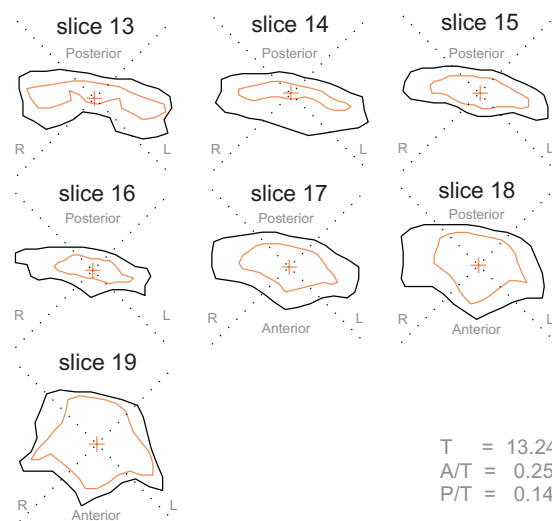 slice 13
Posterior
R L
slice 14
Posterior
R L
slice 15
Posterior
R L
slice 16
Posterior
R L
slice 17
Posterior
R L
Anterior
slice 18
Posterior
R L
Anterior
slice 19
R L
Anterior
T = 13.24
A/T = 0.25
P/T = 0.14